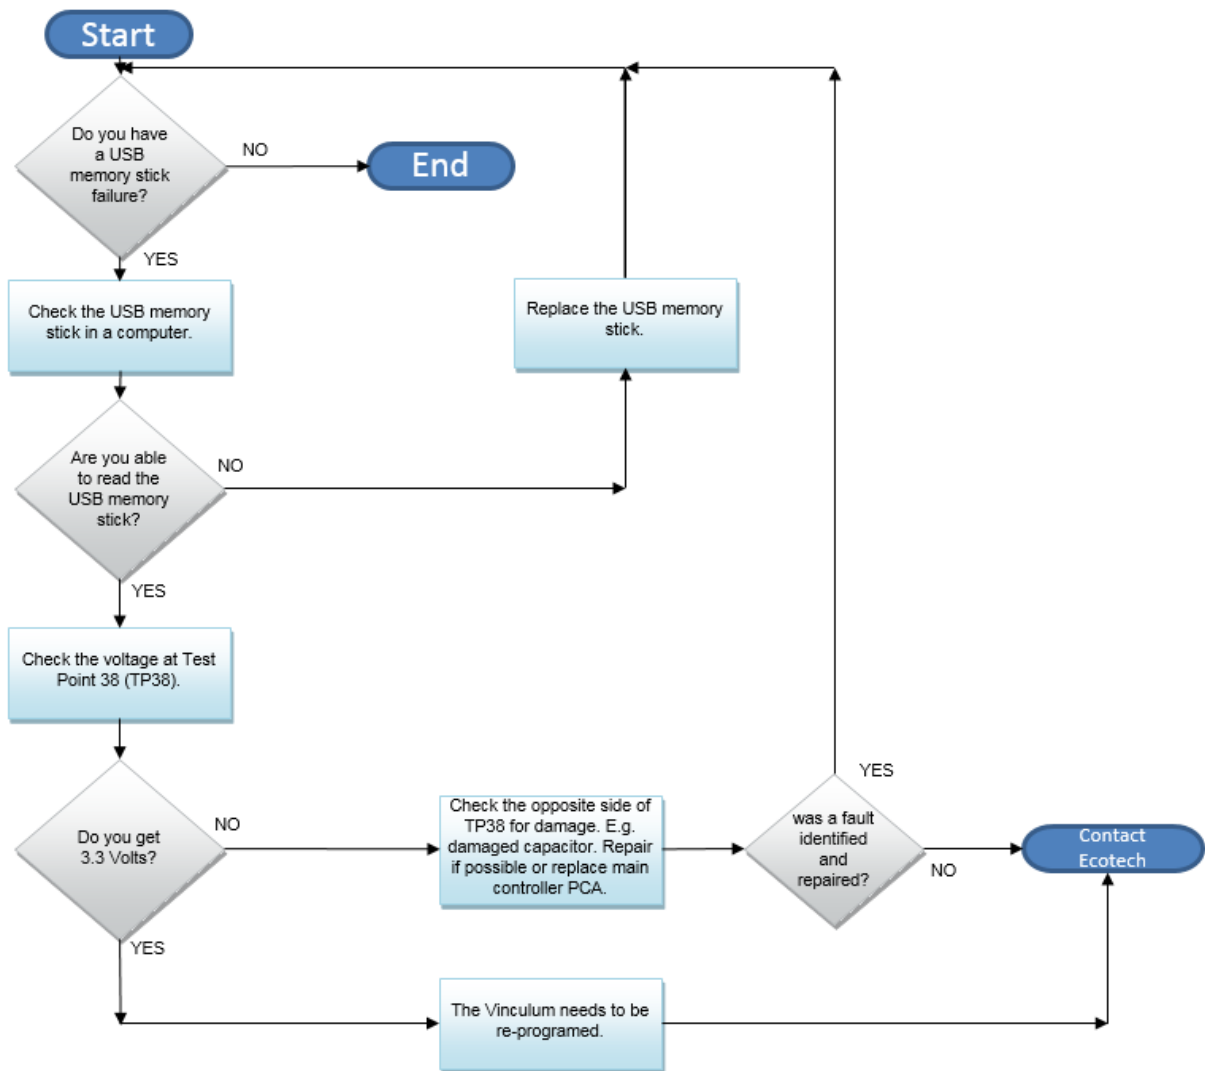 Start
Do you have
a USB
memory stick
failure?
NO
End
YES
Check the USB memory
stick in a computer.
Replace the USB memory
stick.
Are you able
to read the
USB memory
stick?
NO
YES
Check the voltage at Test
Point 38 (TP38).
Do you get
3.3 Volts?
NO
Check the opposite side of
TP38 for damage. E.g.
damaged capacitor. Repair
if possible or replace main
controller PCA.
YES
was a fault
identified
and
repaired?
NO
Contact
Ecotech
YES
The Vinculum needs to be
re-programed.